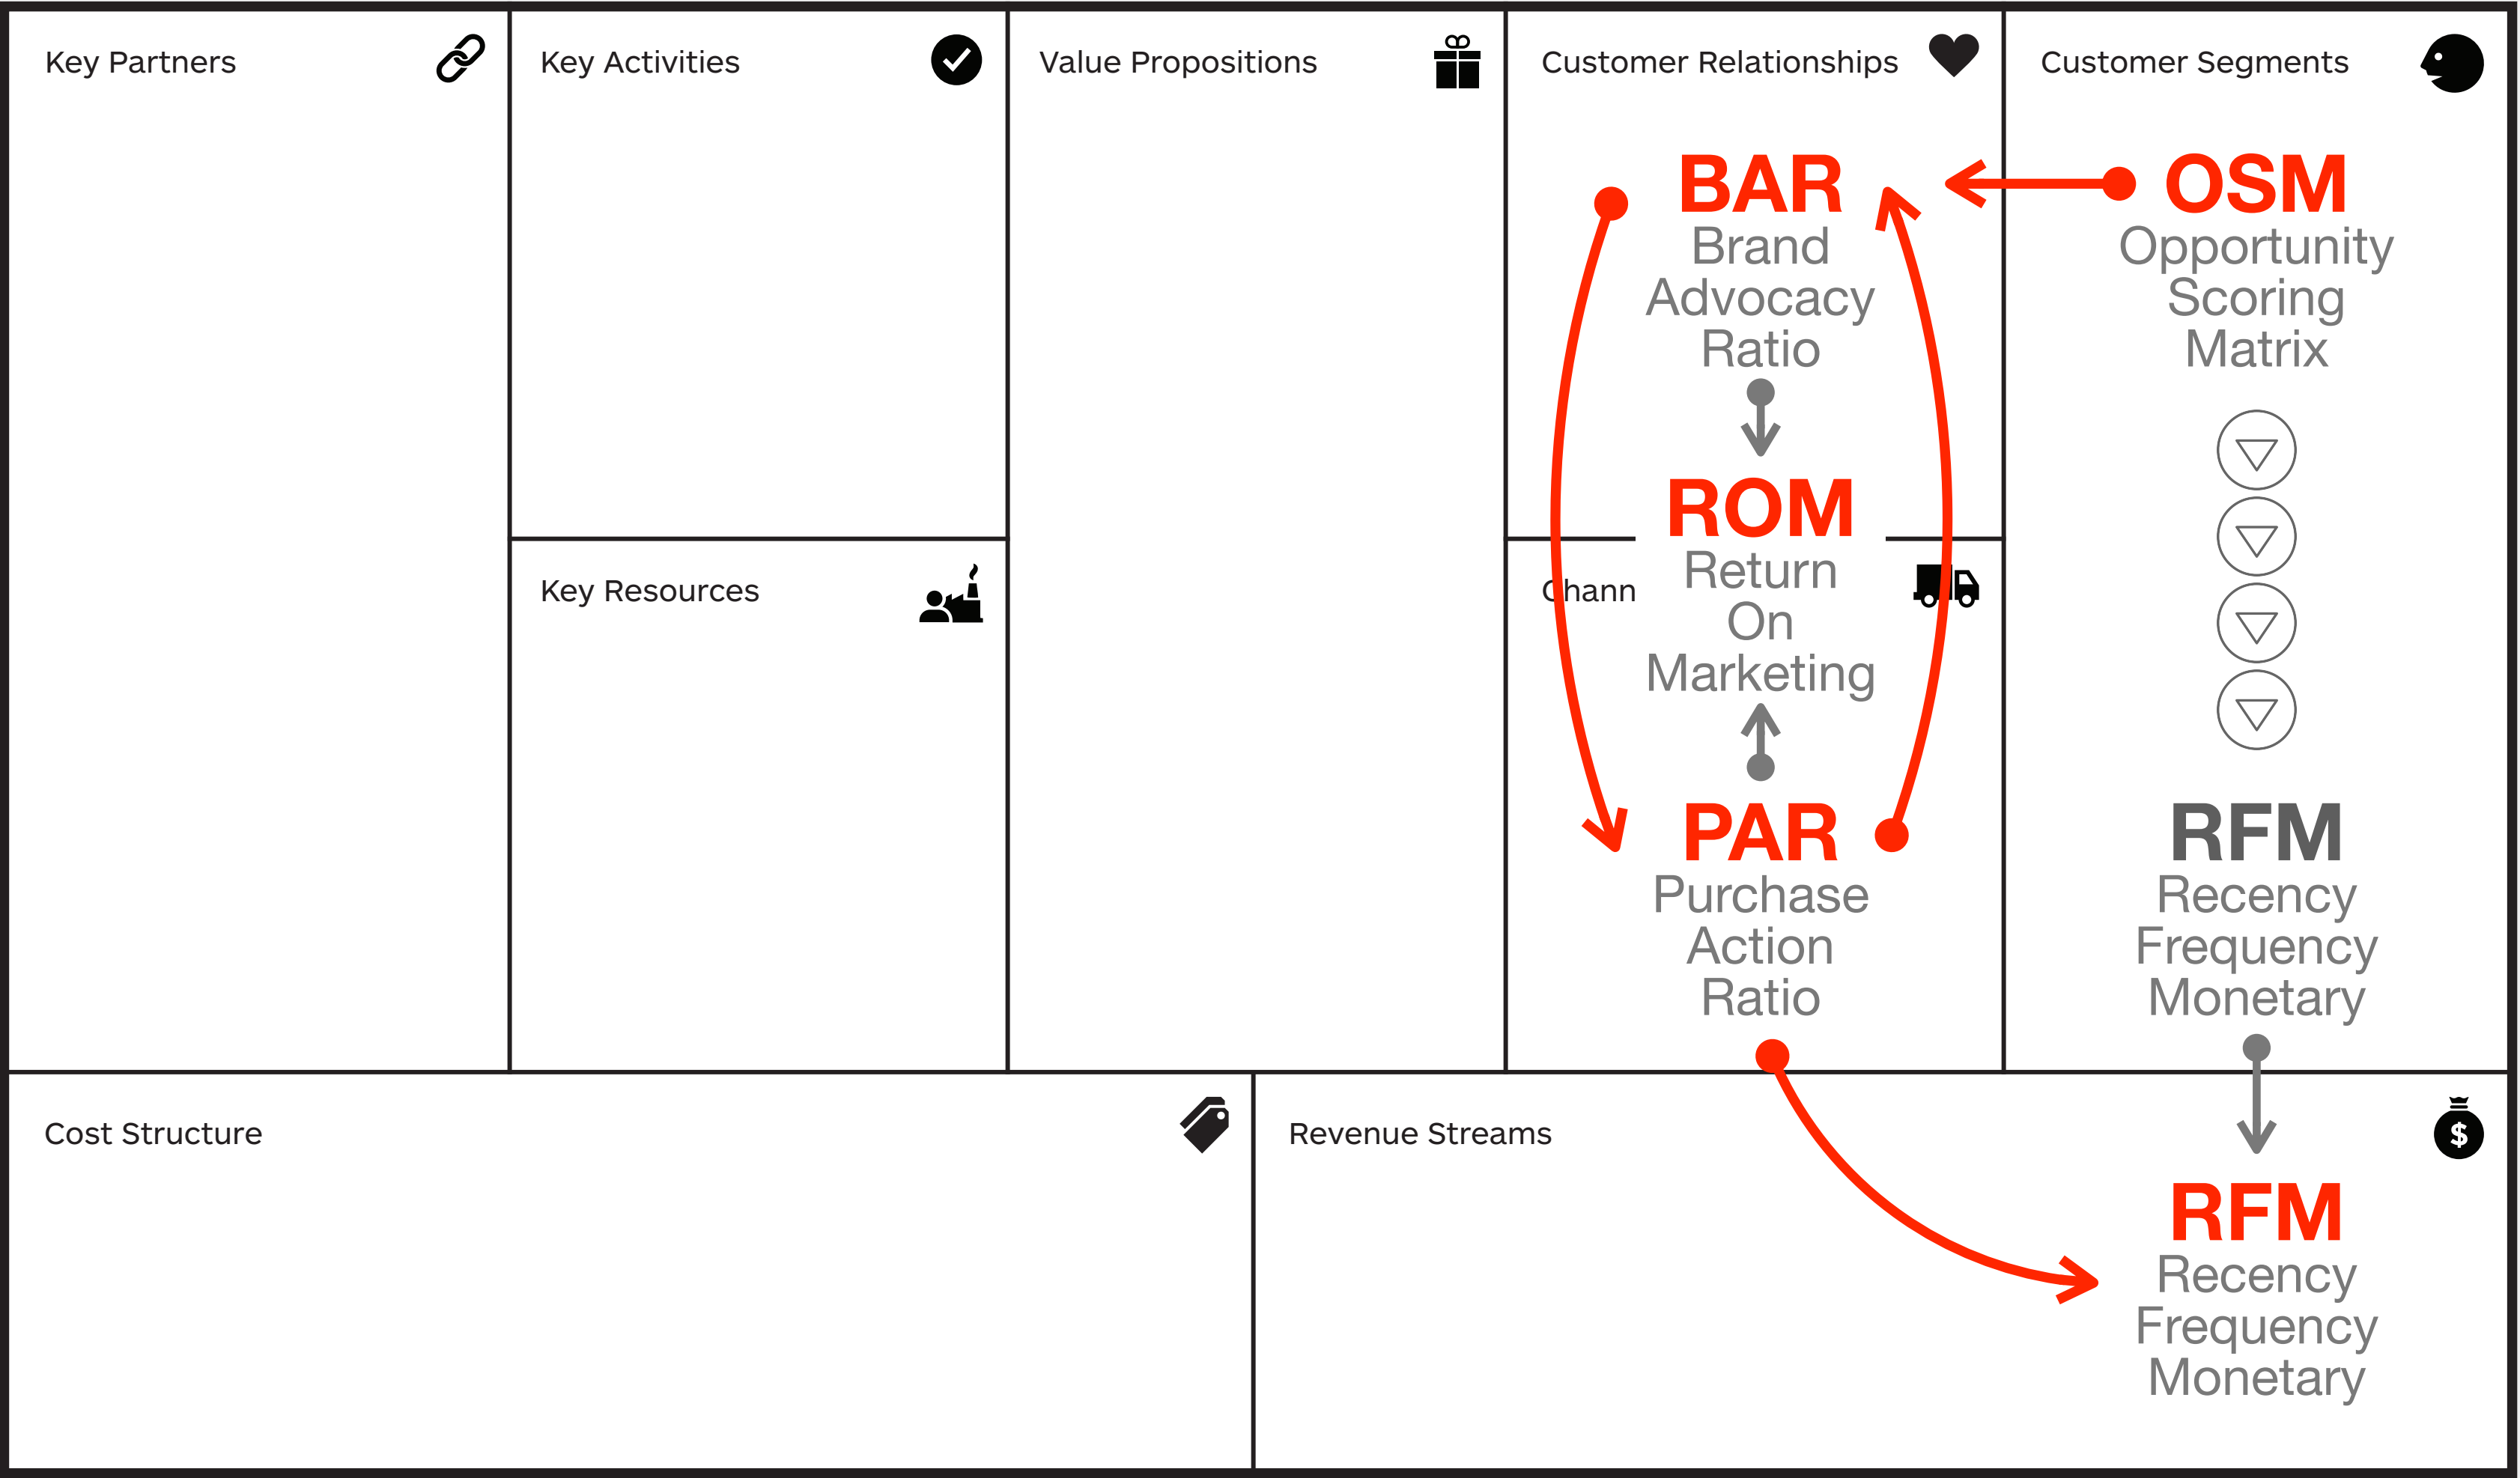 Key Partners
Key Activities
Key Resources
Value Propositions
Customer Relationships
BAR
Brand
Advocacy
Ratio
ROM
Return
On
Marketing
Chann
PAR
Purchase
Action
Ratio
Customer Segments
OSM
Opportunity
Scoring
Matrix
RFM
Recency
Frequency
Monetary
Cost Structure
Revenue Streams
$
RFM
Recency
Frequency
Monetary